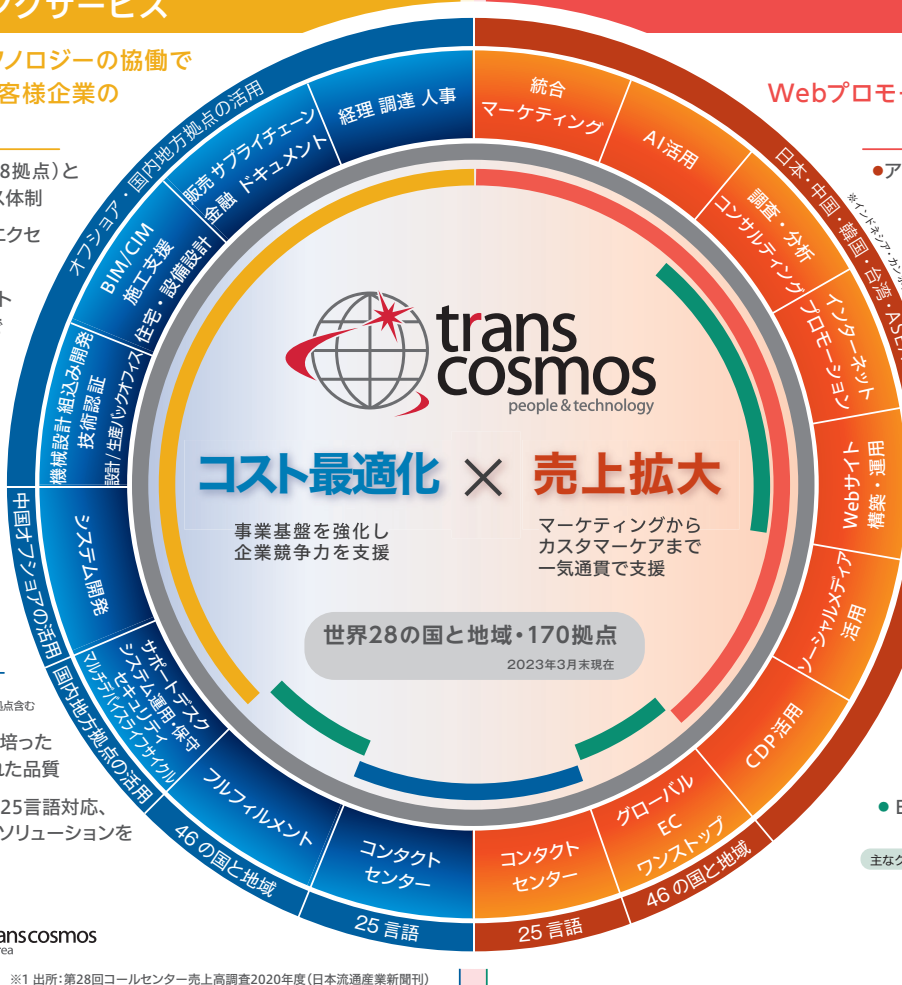 ングサービス
ノロジーの協働で
客様企業の
8拠点)と
ス体制
エクセ
ト
Webプロモー
●ア
オフショア・国内地方拠点の活用
経理 調達 人事
販売 サプライチェーン
金融 ドキュメント
BIM/CIM
施工支援
住宅・設備設計
機械設計 組込み開発
技術認証
設計/生産バックオフィス
中国オフショアの活用
システム開発
国内地方拠点の活用
サポートデスク
システム運用・保守
セキュリティ
マルチデバイスライフサイクル
フルフィルメント
46の国と地域
コンタクト
センター
25言語
統合
マーケティング
AI活用
調査・分析
コンサルティング
インターネット
プロモーション
Webサイト
構築・運用
ソーシャルメディア
活用
CDP活用
グローバル
EC
ワンストップ
46の国と地域
コンタクト
センター
25言語
日本・中国・韓国・台湾・ASE
※インドネシア・カンボ
trans
cosmos
people & technology
コスト最適化 × 売上拡大
事業基盤を強化し
企業競争力を支援
マーケティングから
カスタマーケアまで
一気通貫で支援
世界28の国と地域・170拠点
2023年3月末現在
点含む
培った
れた品質
25言語対応、
ソリューションを
● E
主なク
anscosmos
rea
※1 出所:第28回コールセンター売上高調査2020年度(日本流通産業新聞刊)